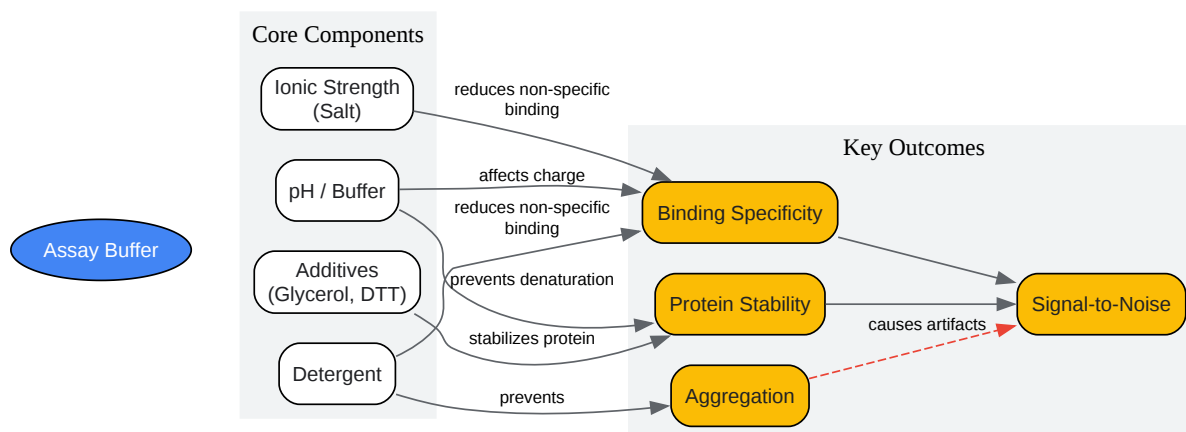 Core Components
Ionic Strength
(Salt)
reduces non-specific
binding
Key Outcomes
pH / Buffer
affects charge
Binding Specificity
reduces non-specific
binding
Assay Buffer
Additives
(Glycerol, DTT)
prevents denaturation
Protein Stability
Signal-to-Noise
causes artifacts
stabilizes protein
Detergent
prevents
Aggregation